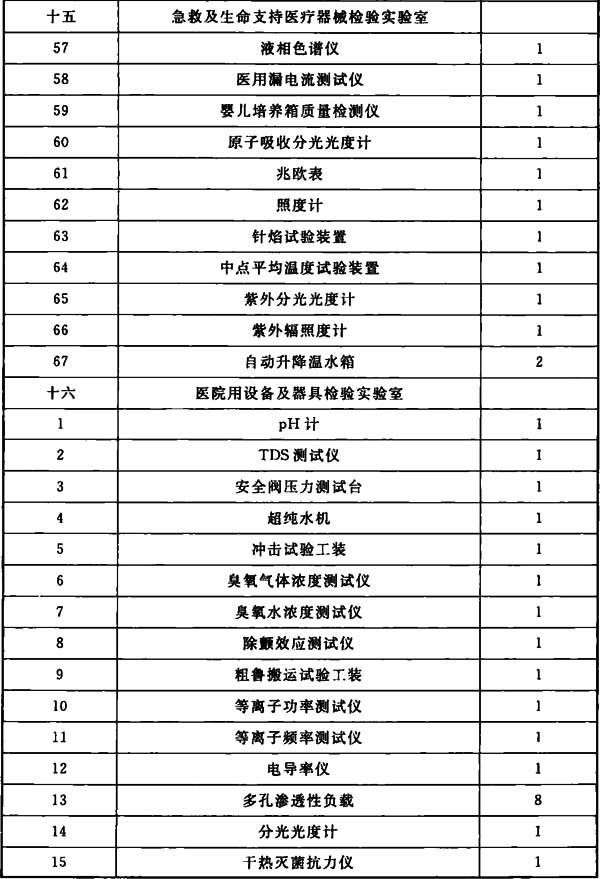 十五 急救及生命支持医疗器械检验实验室
57 液相色谱仪 1
58 医用漏电流测试仪 1
59 婴儿培养箱质量检测仪 1
60 原子吸收分光光度计 1
61 兆欧表 1
62 照度计 1
63 针焰试验装置 1
64 中点平均温度试验装置 1
65 紫外分光光度计 1
66 紫外辐照度计 1
67 自动升降温水箱 2
十六 医院用设备及器具检验实验室
1 pH 计 1
2 TDS 测试仪 1
3 安全阀压力测试台 1
4 超纯水机 1
5 冲击试验工装 1
6 臭氧气体浓度测试仪 1
7 臭氧水浓度测试仪 1
8 除颤效应测试仪 1
9 粗鲁搬运试验工装 1
10 等离子功率测试仪 1
11 等离子频率测试仪 1
12 电导率仪 1
13 多孔渗透性负载 8
14 分光光度计 1
15 干热灭菌抗力仪 1